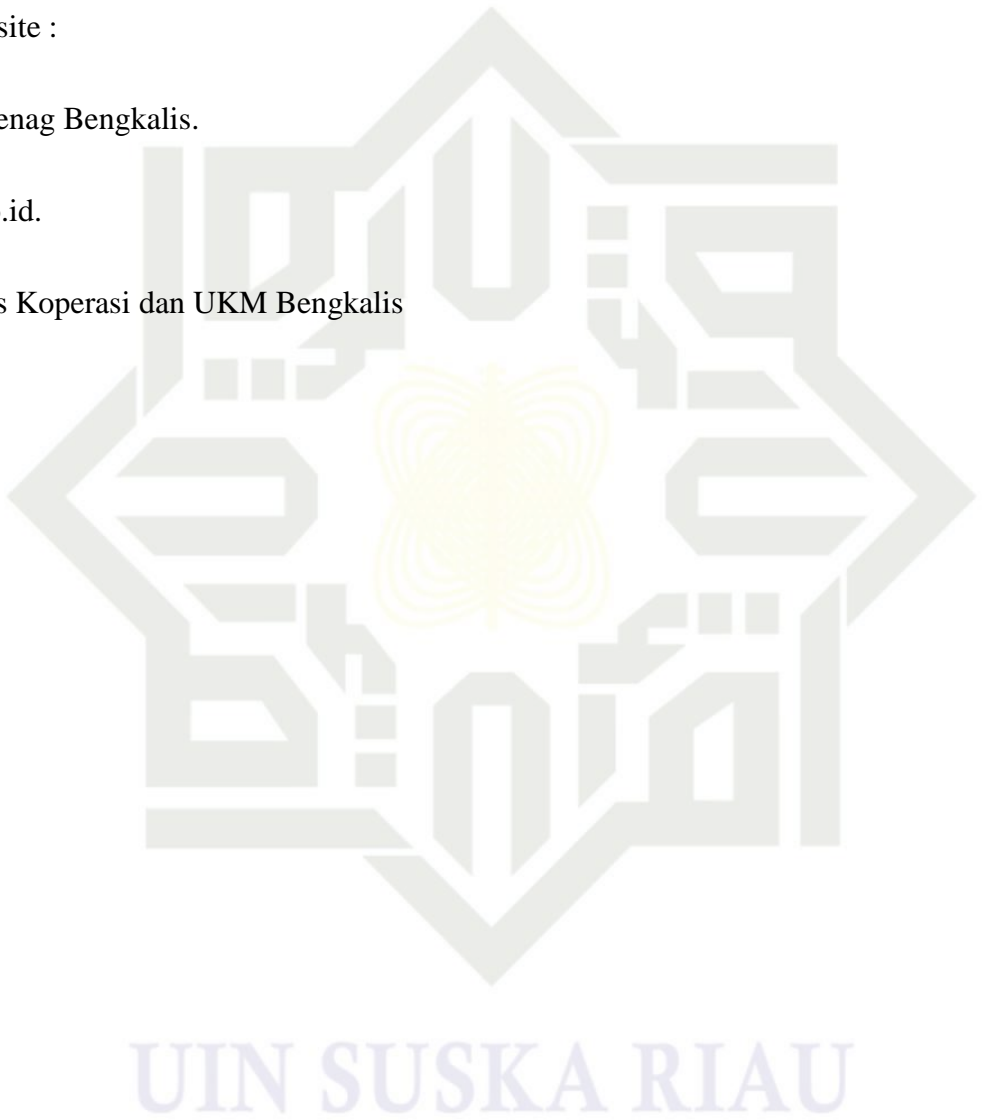 site :
enag Bengkalis.
.id.
s Koperasi dan UKM Bengkalis
UIN SUSKA RIAU